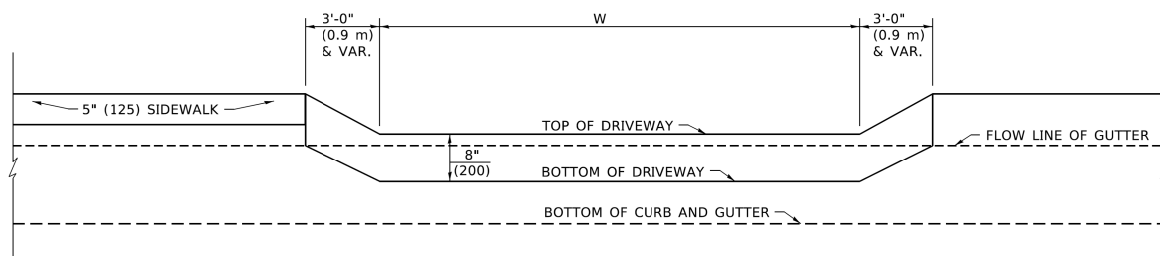 3'-0"
(0.9 m)
& VAR.
W
3'-0"
(0.9 m)
& VAR.
5" (125) SIDEWALK
TOP OF DRIVEWAY
FLOW LINE OF GUTTER
8"
(200)
BOTTOM OF DRIVEWAY
BOTTOM OF CURB AND GUTTER